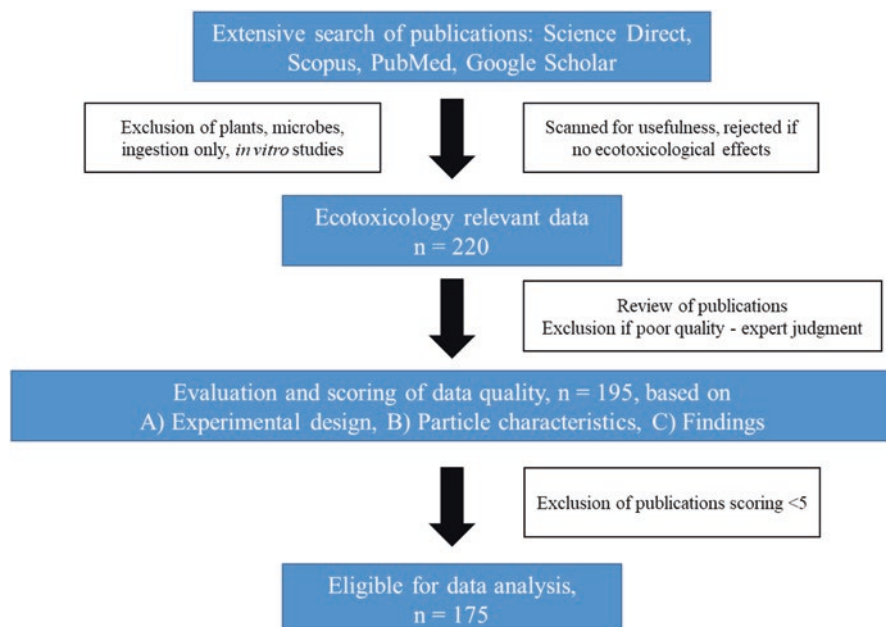 Extensive search of publications: Science Direct,
Scopus, PubMed, Google Scholar
Exclusion of plants, microbes,
ingestion only, in vitro studies
Scanned for usefulness, rejected if
no ecotoxicological effects
Ecotoxicology relevant data
n = 220
Review of publications
Exclusion if poor quality - expert judgment
Evaluation and scoring of data quality, n = 195, based on
A) Experimental design, B) Particle characteristics, C) Findings
Exclusion of publications scoring <5
Eligible for data analysis,
n = 175